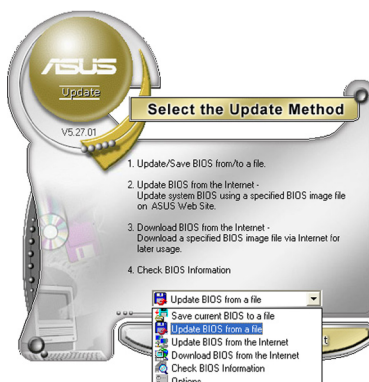 ASUS
Update
V5.27.01
Select the Update Method
1. Update/Save BIOS from/to a file.
2. Update BIOS from the Internet -
Update system BIOS using a specified BIOS image file
on ASUS Web Site.
3. Download BIOS from the Internet -
Download a specified BIOS image file via Internet for
later usage.
4. Check BIOS Information
Update BIOS from a file
Save current BIOS to a file
Update BIOS from a file
Update BIOS from the Internet
Download BIOS from the Internet
Check BIOS Information
Options